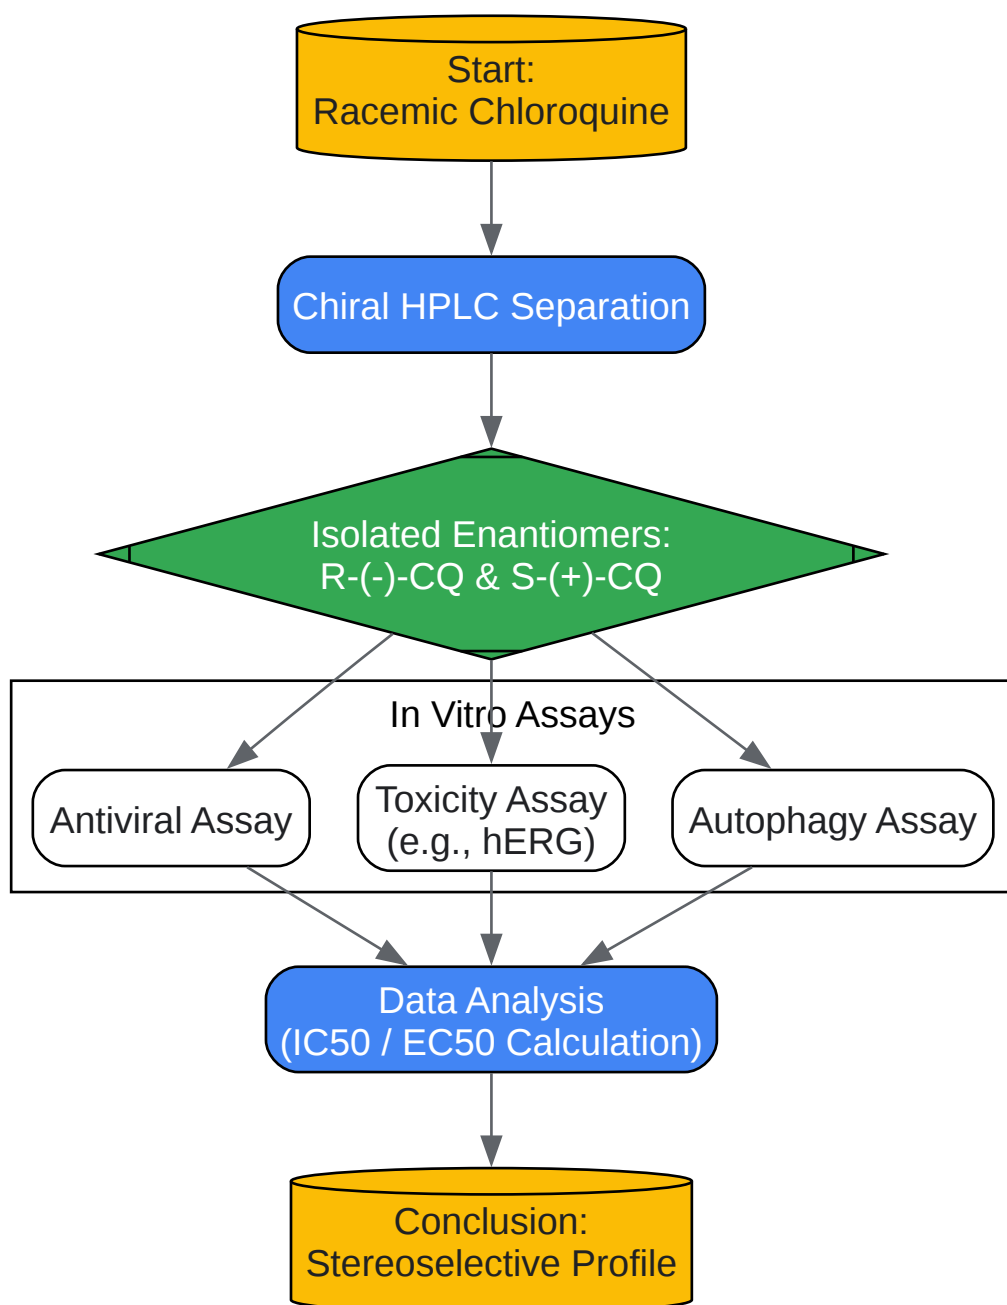 Start:
Racemic Chloroquine
Chiral HPLC Separation
Isolated Enantiomers:
R-(-)-CQ & S-(+)-CQ
In Vitro Assays
Antiviral Assay
Toxicity Assay
(e.g., hERG)
Autophagy Assay
Data Analysis
(IC50 / EC50 Calculation)
Conclusion:
Stereoselective Profile